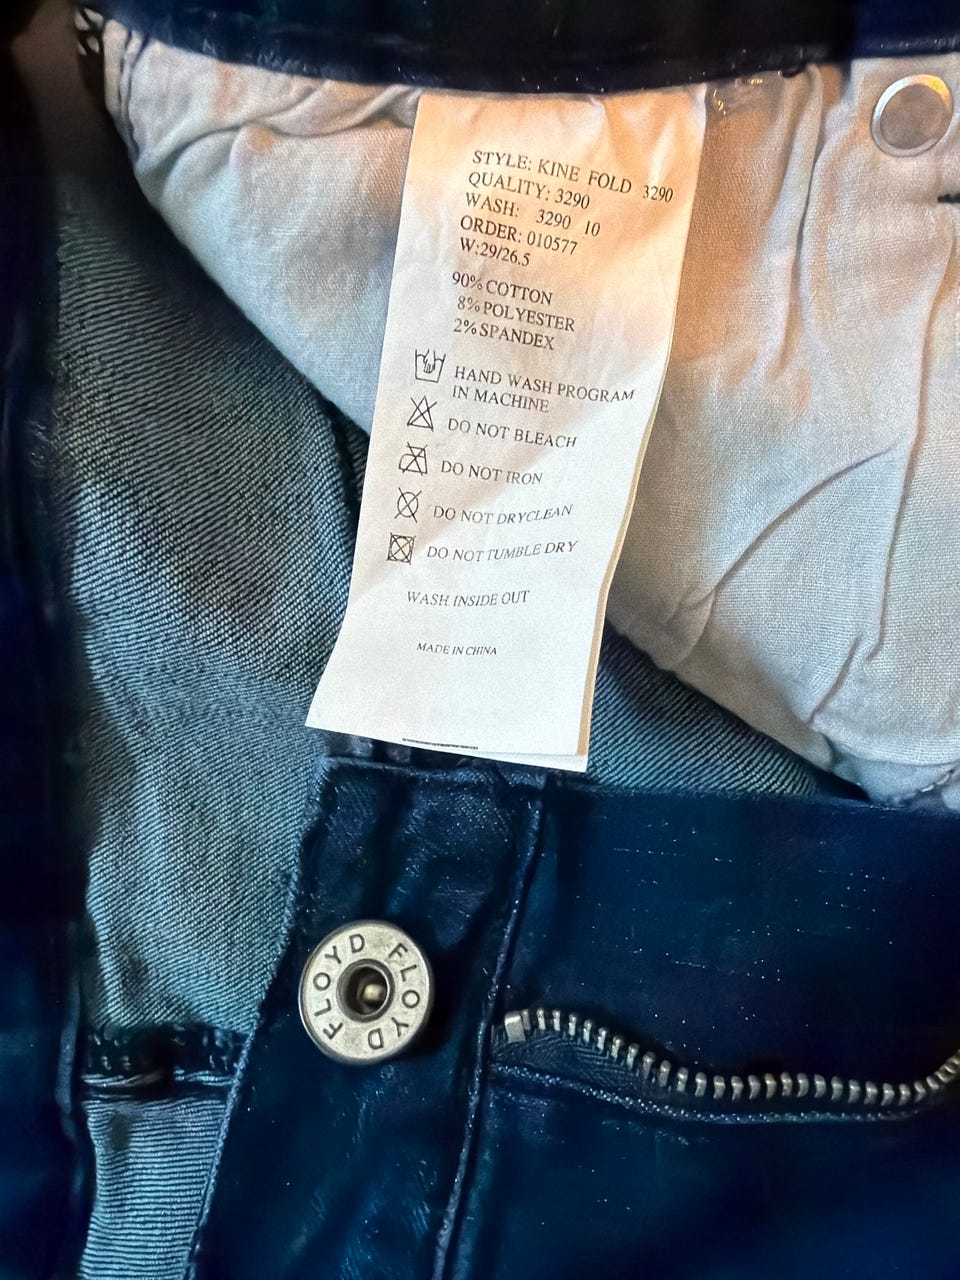 STYLE: KINE FOLD 3290
QUALITY: 3290
WASH: 3290 10
ORDER: 010577
W:29/26.5
90% COTTON
8% POLYESTER
2% SPANDEX
HAND WASH PROGRAM
IN MACHINE
DO NOT BLEACH
DO NOT IRON
DO NOT DRYCLEAN
DO NOT TUMBLE DRY
WASH INSIDE OUT
MADE IN CHINA
FLOYD FLOYD